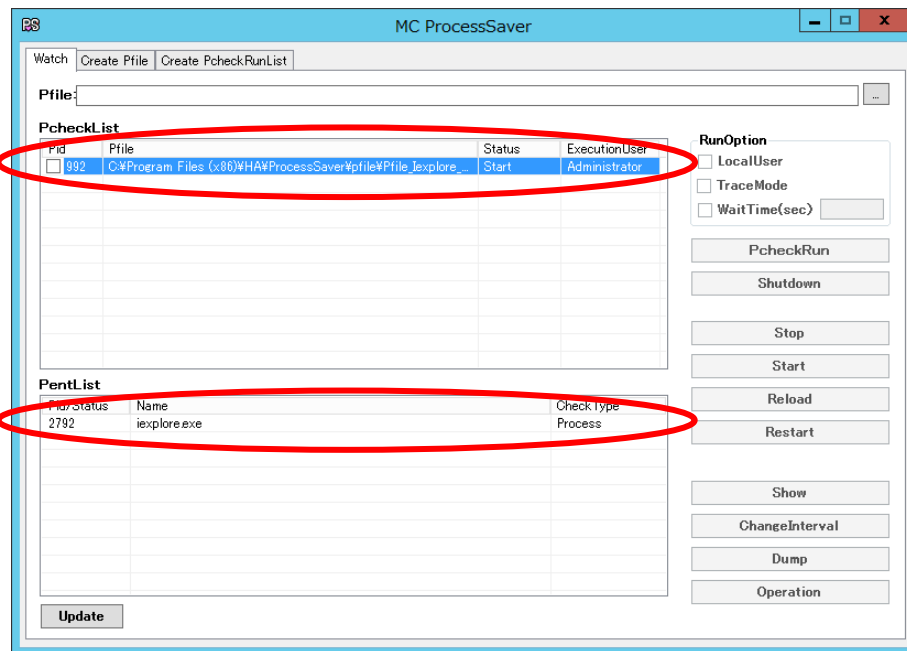 PS MC ProcessSaver
Watch Create Pfile Create PcheckRunList
Pfile: ...
PcheckList
Pid Pfile Status ExecutionUser
992 C:¥Program Files (x86)¥HA¥ProcessSaver¥pfile¥Pfile_Iexplore_... Start Administrator
RunOption
LocalUser
TraceMode
WaitTime(sec)
PcheckRun
Shutdown
Stop
Start
Reload
Restart
PentList
Pid/Status Name CheckType
2792 iexplore.exe Process
Show
ChangeInterval
Dump
Operation
Update